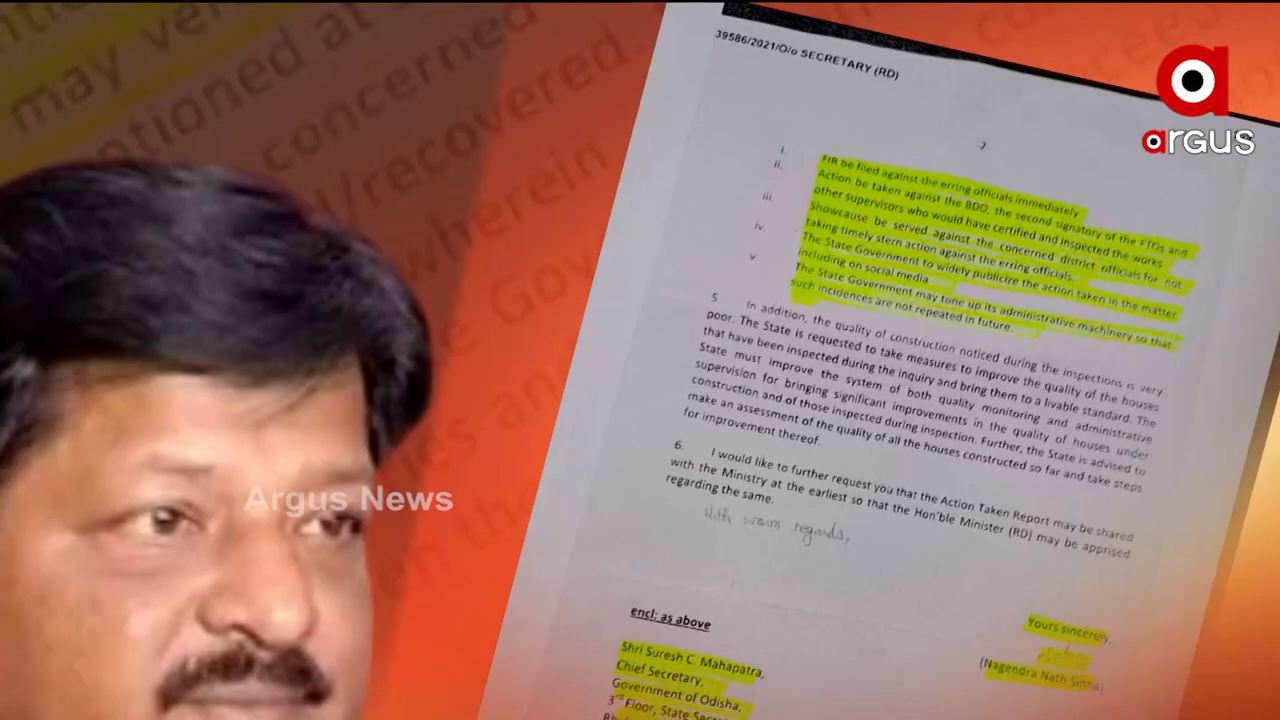 may
ntioned at
concerned
/recovered.
wherein
Gov
39586/2021/O/o SECRETARY (RD)
argus
-2-
i. FIR be filed against the erring officials immediately
ii. Action be taken against the BDO, the second signatory of the FTOs and
other supervisors who would have certified and inspected the works
iii. Showcause be served against the concerned district officials for not
taking timely stern action against the erring officials.
iv. The State Government to widely publicize the action taken in the matter
including on social media
v. The State Government may tone up its administrative machinery so that
such incidences are not repeated in future.
5 In addition, the quality of construction noticed during the inspections is very
poor. The State is requested to take measures to improve the quality of the houses
that have been inspected during the inquiry and bring them to a livable standard. The
State must improve the system of both quality monitoring and administrative
supervision for bringing significant improvements in the quality of houses under
construction and of those inspected during inspection. Further, the State is advised to
make an assessment of the quality of all the houses constructed so far and take steps
for improvement thereof.
6. I would like to further request you that the Action Taken Report may be shared
with the Ministry at the earliest so that the Hon'ble Minister (RD) may be apprised
regarding the same.
With warm regards,
Argus News
Yours sincerely,
(Nagendra Nath Sinha)
encl: as above
Shri Suresh C. Mahapatra,
Chief Secretary,
Government of Odisha,
3rd Floor, State